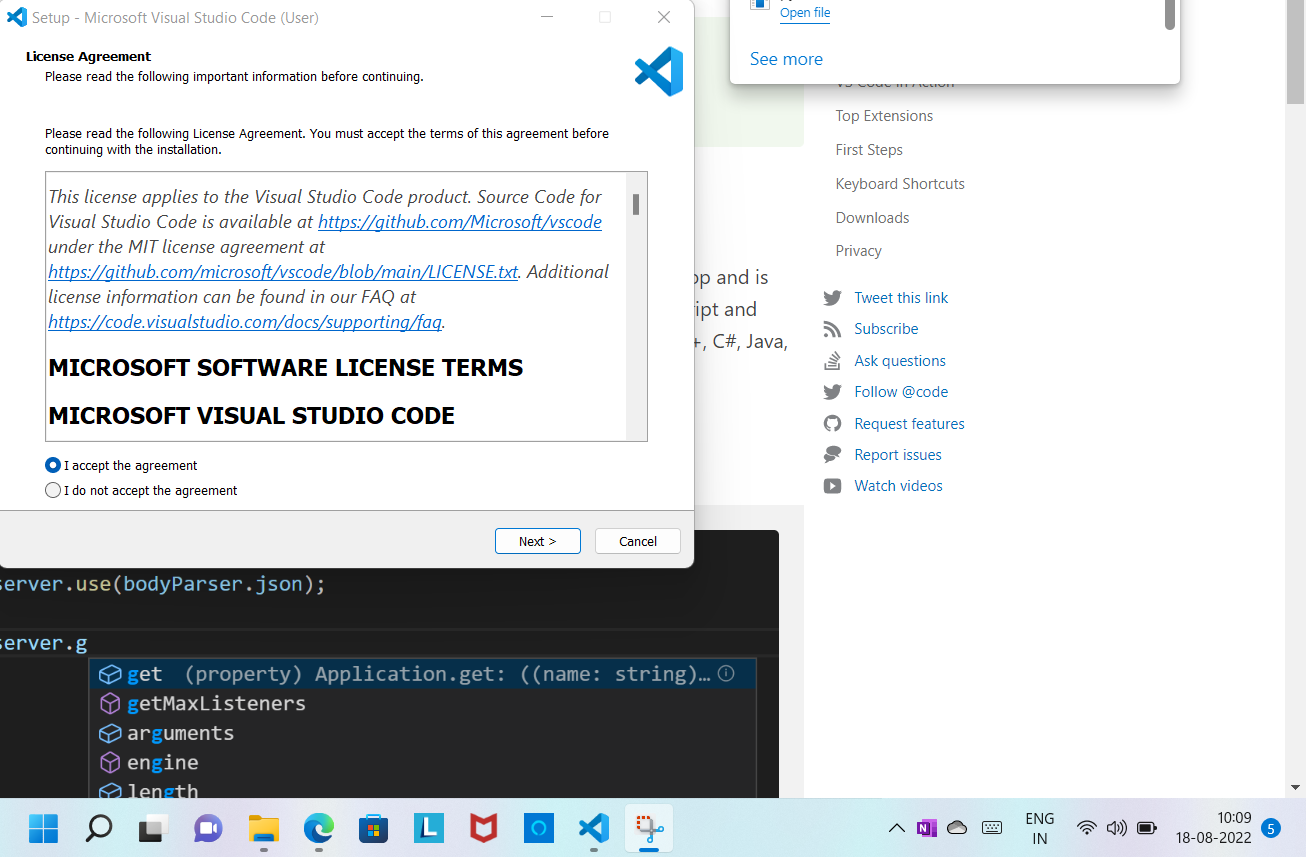 Setup - Microsoft Visual Studio Code (User)
License Agreement
Please read the following important information before continuing.
Please read the following License Agreement. You must accept the terms of this agreement before
continuing with the installation.
This license applies to the Visual Studio Code product. Source Code for
Visual Studio Code is available at https://github.com/Microsoft/vscode
under the MIT license agreement at
https://github.com/microsoft/vscode/blob/main/LICENSE.txt. Additional
license information can be found in our FAQ at
https://code.visualstudio.com/docs/supporting/faq.
MICROSOFT SOFTWARE LICENSE TERMS
MICROSOFT VISUAL STUDIO CODE
I accept the agreement
I do not accept the agreement
Next >
Cancel
Open file
See more
VS Code in Action
Top Extensions
First Steps
Keyboard Shortcuts
Downloads
Privacy
Tweet this link
Subscribe
Ask questions
Follow @code
Request features
Report issues
Watch videos
op and is
ipt and
+, C#, Java,
server.use(bodyParser.json);
server.g
get (property) Application.get: ((name: string)…
getMaxListeners
arguments
engine
length
L
N
ENG
IN
10:09
18-08-2022
5